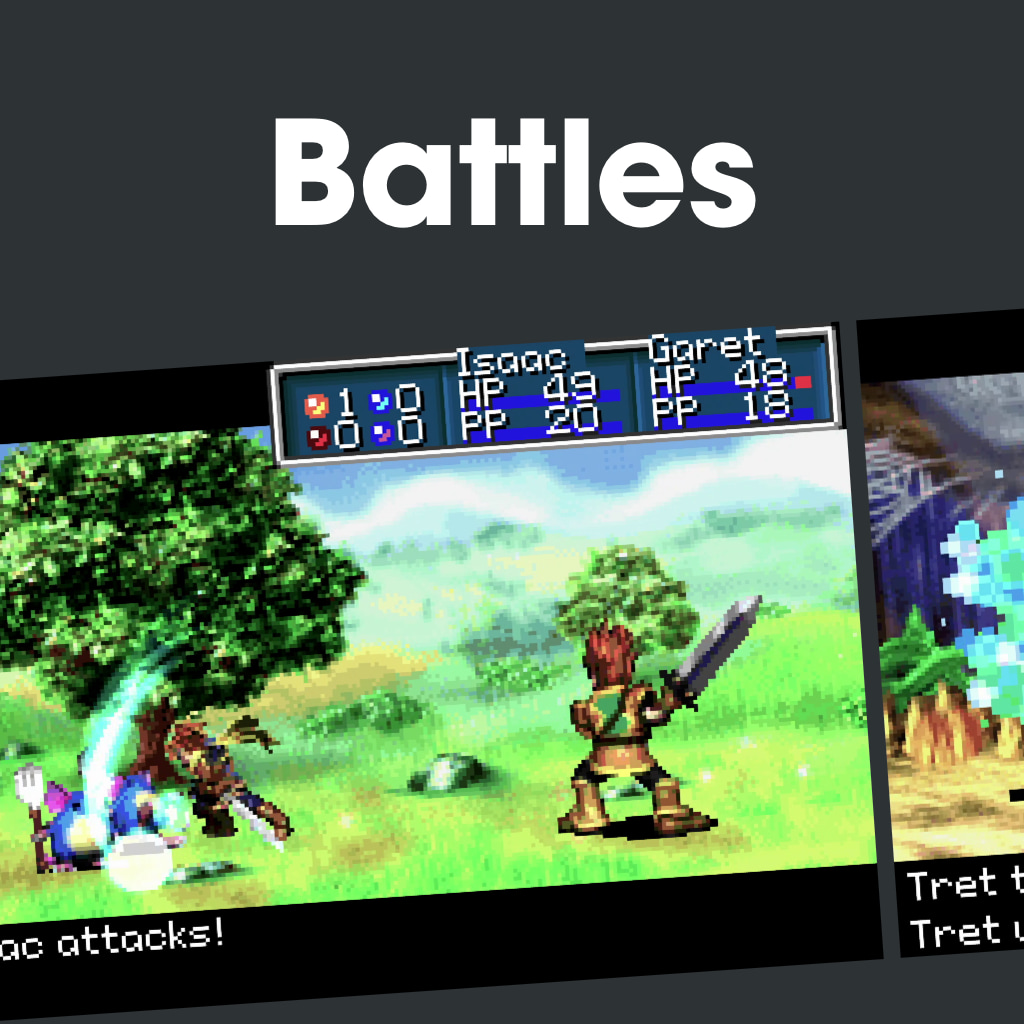 Battles
Isaac
HP 49
PP 20
Garet
HP 48
PP 18
1 0
0 0
ac attacks!
Tret
Tret